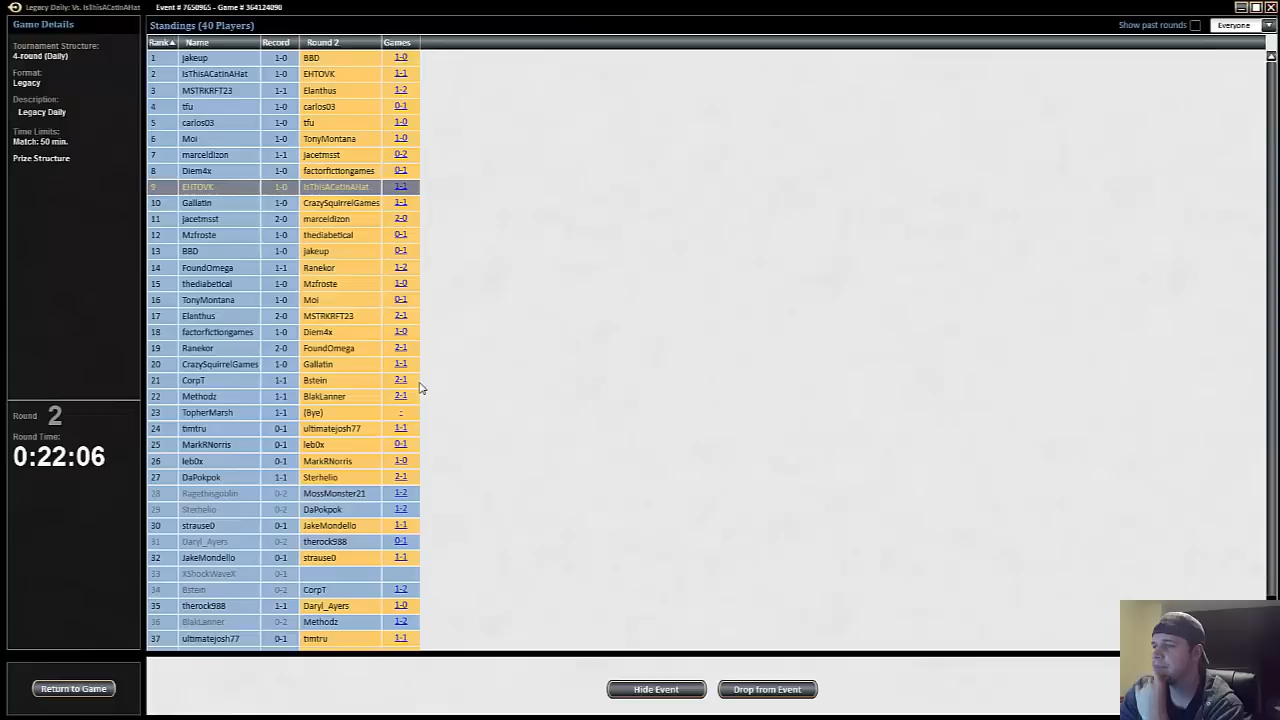 Legacy Daily: Vs. IsThisACatInAHat Event # 7650965 - Game # 364124090
Game Details
Tournament Structure:
4-round (Daily)
Format:
Legacy
Description:
Legacy Daily
Time Limits:
Match: 50 min.
Prize Structure
Round 2
Round Time:
0:22:06
Return to Game
Standings (40 Players) Show past rounds Everyone
Rank Name Record Round 2 Games
1 jakeup 1-0 BBD 1-0
2 IsThisACatInAHat 1-0 EHTOVK 1-1
3 MSTRKRFT23 1-1 Elanthus 1-2
4 tfu 1-0 carlos03 0-1
5 carlos03 1-0 tfu 1-0
6 Moi 1-0 TonyMontana 1-0
7 marceldizon 1-1 jacetmsst 0-2
8 Diem4x 1-0 factorfictiongames 0-1
9 EHTOVK 1-0 IsThisACatInAHat 1-1
10 Gallatin 1-0 CrazySquirrelGames 1-1
11 jacetmsst 2-0 marceldizon 2-0
12 Mzfroste 1-0 thediabetical 0-1
13 BBD 1-0 jakeup 0-1
14 FoundOmega 1-1 Ranekor 1-2
15 thediabetical 1-0 Mzfroste 1-0
16 TonyMontana 1-0 Moi 0-1
17 Elanthus 2-0 MSTRKRFT23 2-1
18 factorfictiongames 1-0 Diem4x 1-0
19 Ranekor 2-0 FoundOmega 2-1
20 CrazySquirrelGames 1-0 Gallatin 1-1
21 CorpT 1-1 Bstein 2-1
22 Methodz 1-1 BlakLanner 2-1
23 TopherMarsh 1-1 (Bye) -
24 timtru 0-1 ultimatejosh77 1-1
25 MarkRNorris 0-1 leb0x 0-1
26 leb0x 0-1 MarkRNorris 1-0
27 DaPokpok 1-1 Sterhelio 2-1
28 Ragethisgoblin 0-2 MossMonster21 1-2
29 Sterhelio 0-2 DaPokpok 1-2
30 strause0 0-1 JakeMondello 1-1
31 Daryl_Ayers 0-2 therock988 0-1
32 JakeMondello 0-1 strause0 1-1
33 XShockWaveX 0-1
34 Bstein 0-2 CorpT 1-2
35 therock988 1-1 Daryl_Ayers 1-0
36 BlakLanner 0-2 Methodz 1-2
37 ultimatejosh77 0-1 timtru 1-1
Hide Event Drop from Event